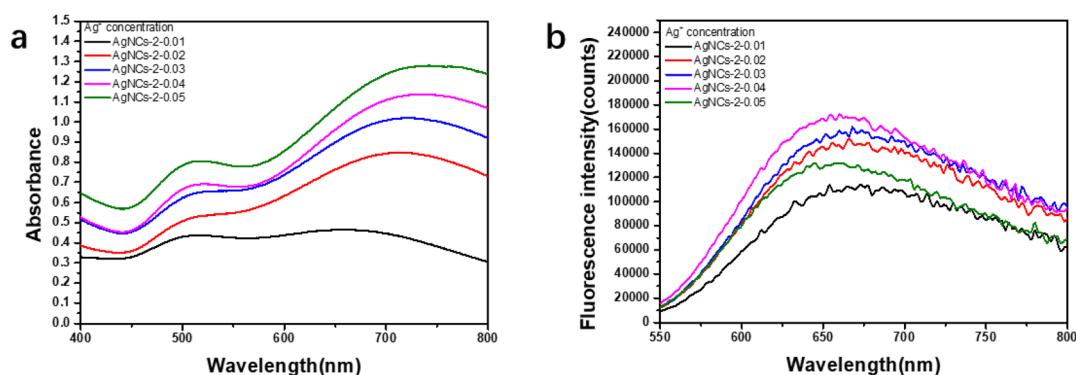 a
Ag⁺ concentration
AgNCs-2-0.01
AgNCs-2-0.02
AgNCs-2-0.03
AgNCs-2-0.04
AgNCs-2-0.05
1.5
1.4
1.3
1.2
1.1
1.0
0.9
0.8
0.7
0.6
0.5
0.4
0.3
0.2
0.1
0.0
Absorbance
400
500
600
700
800
Wavelength(nm)
b
Ag⁺ concentration
AgNCs-2-0.01
AgNCs-2-0.02
AgNCs-2-0.03
AgNCs-2-0.04
AgNCs-2-0.05
240000
220000
200000
180000
160000
140000
120000
100000
80000
60000
40000
20000
0
Fluorescence intensity(counts)
550
600
650
700
750
800
Wavelength(nm)